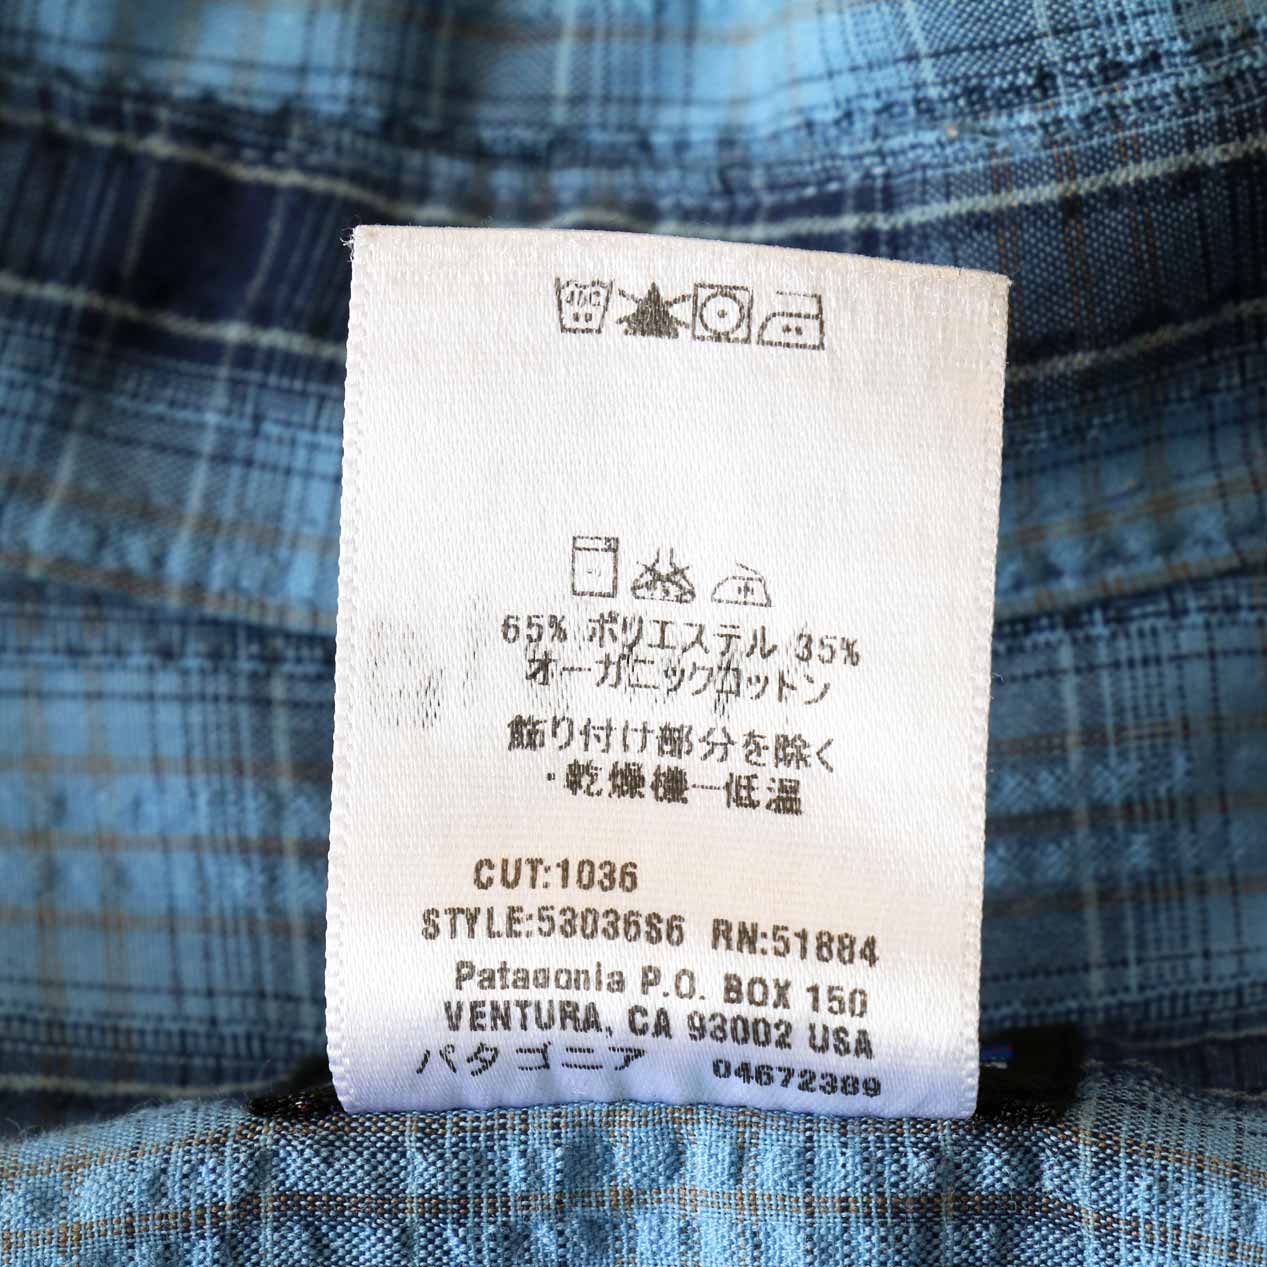 40C
65% ポリエステル 35%
オーガニックコットン
飾り付け部分を除く
・乾燥機ー低温
CUT:1036
STYLE:53036S6 RN:51884
Patagonia P.O. BOX 150
VENTURA, CA 93002 USA
パタゴニア 04672389